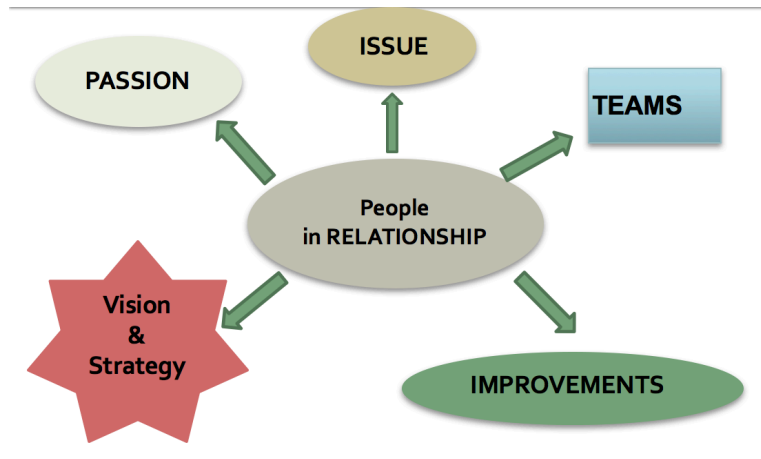 ISSUE
PASSION
TEAMS
People
in RELATIONSHIP
Vision
&
Strategy
IMPROVEMENTS